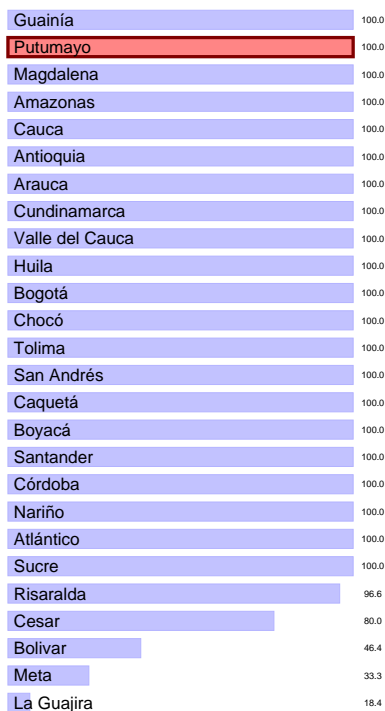 Guainía 100.0
Putumayo 100.0
Magdalena 100.0
Amazonas 100.0
Cauca 100.0
Antioquia 100.0
Arauca 100.0
Cundinamarca 100.0
Valle del Cauca 100.0
Huila 100.0
Bogotá 100.0
Chocó 100.0
Tolima 100.0
San Andrés 100.0
Caquetá 100.0
Boyacá 100.0
Santander 100.0
Córdoba 100.0
Nariño 100.0
Atlántico 100.0
Sucre 100.0
Risaralda 96.6
Cesar 80.0
Bolivar 46.4
Meta 33.3
La Guajira 18.4